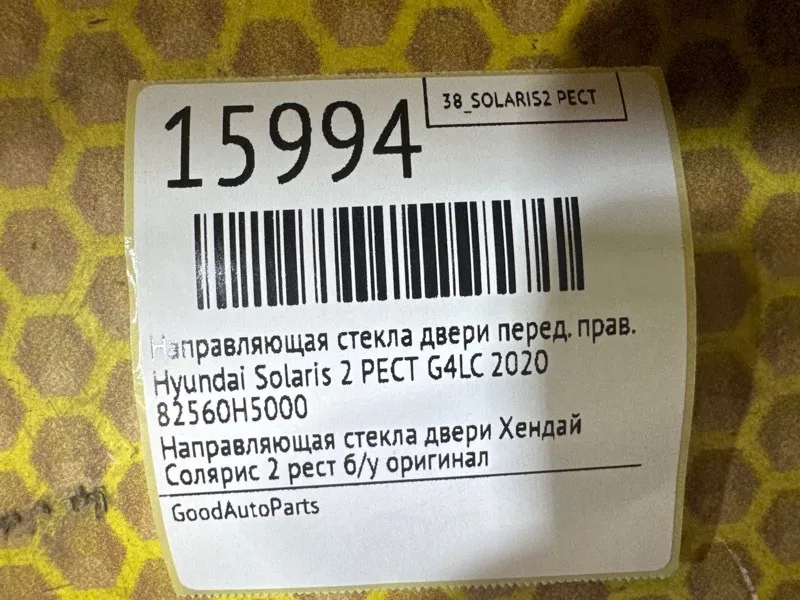 38_SOLARIS2 РЕСТ
15994
Направляющая стекла двери перед. прав.
Hyundai Solaris 2 РЕСТ G4LC 2020
82560H5000
Направляющая стекла двери Хендай
Солярис 2 рест б/у оригинал
GoodAutoParts